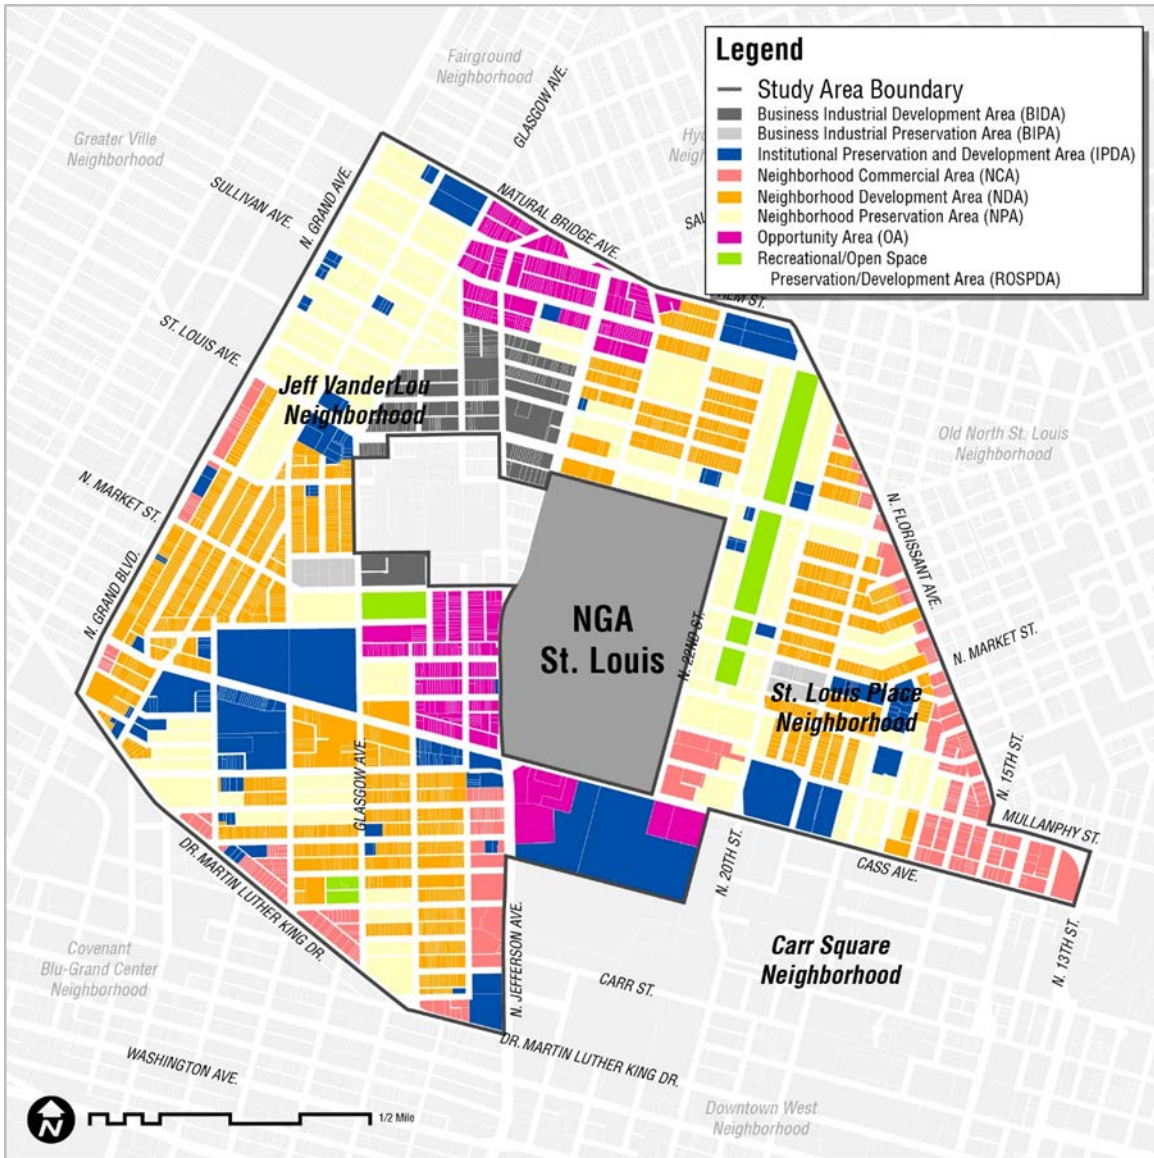 Legend
Study Area Boundary
Business Industrial Development Area (BIDA)
Business Industrial Preservation Area (BIPA)
Institutional Preservation and Development Area (IPDA)
Neighborhood Commercial Area (NCA)
Neighborhood Development Area (NDA)
Neighborhood Preservation Area (NPA)
Opportunity Area (OA)
Recreational/Open Space
Preservation/Development Area (ROSPDA)
Fairground
Neighborhood
GLASGOW AVE.
Greater Ville
Neighborhood
SULLIVAN AVE.
N. GRAND AVE.
NATURAL BRIDGE AVE.
ST. LOUIS AVE.
Jeff VanderLou
Neighborhood
Old North St. Louis
Neighborhood
N. MARKET ST.
N. FLORISSANT AVE.
N. GRAND BLVD.
NGA
St. Louis
N. 22ND ST.
N. MARKET ST.
St. Louis Place
Neighborhood
GLASGOW AVE.
N. 15TH ST.
MULLANPHY ST.
DR. MARTIN LUTHER KING DR.
N. 20TH ST.
CASS AVE.
N. JEFFERSON AVE.
Carr Square
Neighborhood
N. 13TH ST.
Covenant
Blu-Grand Center
Neighborhood
CARR ST.
DR. MARTIN LUTHER KING DR.
WASHINGTON AVE.
Downtown West
Neighborhood
N
1/2 Mile